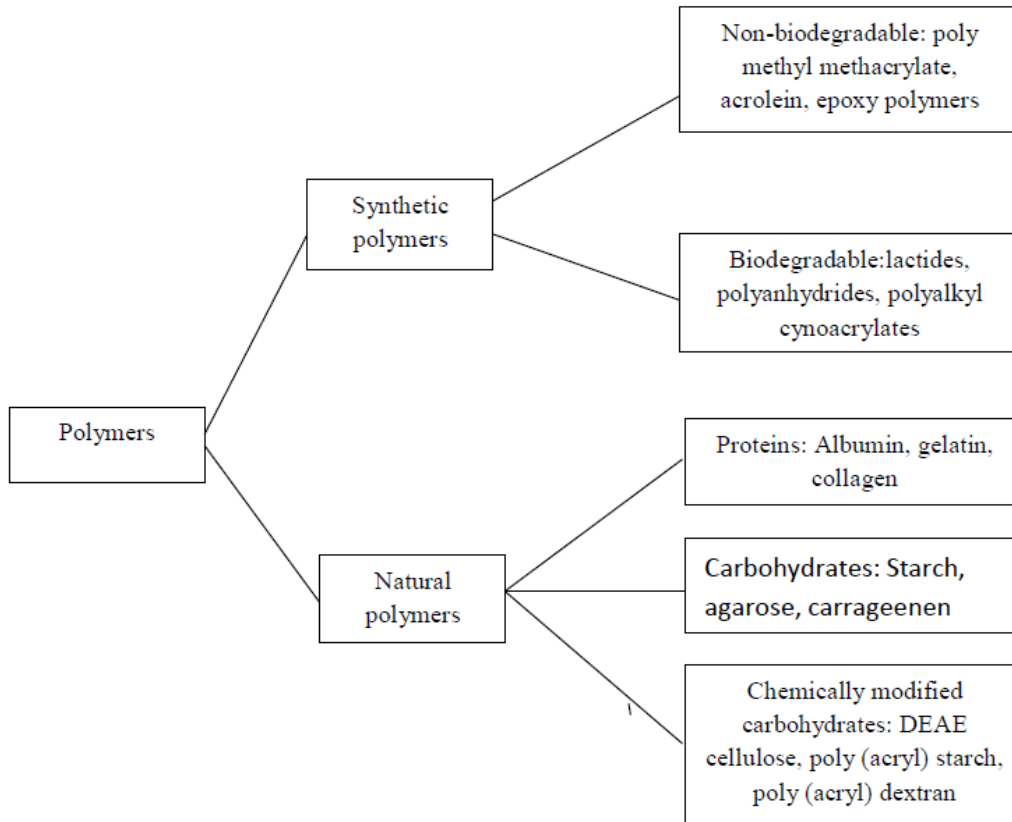 Non-biodegradable: poly
methyl methacrylate,
acrolein, epoxy polymers
Synthetic
polymers
Biodegradable:lactides,
polyanhydrides, polyalkyl
cynoacrylates
Polymers
Proteins: Albumin, gelatin,
collagen
Natural
polymers
Carbohydrates: Starch,
agarose, carrageenen
Chemically modified
carbohydrates: DEAE
cellulose, poly (acryl) starch,
poly (acryl) dextran